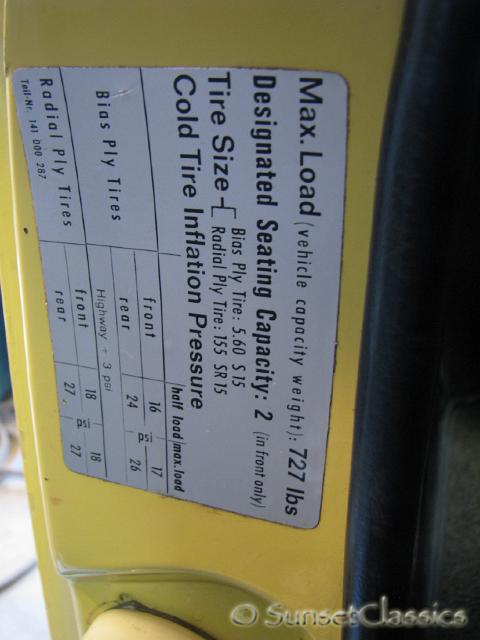 Max. Load (vehicle capacity weight): 727 lbs
Designated Seating Capacity: 2 (in front only)
Tire Size - [ Bias Ply Tire: 5.60 S 15
Radial Ply Tire: 155 SR 15
Cold Tire Inflation Pressure
half load max. load
Bias Ply Tires front 16 psi 17
rear 24 26
Highway + 3 psi
Radial Ply Tires front 18 psi 18
rear 27 27
Teil-Nr. 141 000 287
© SunsetClassics